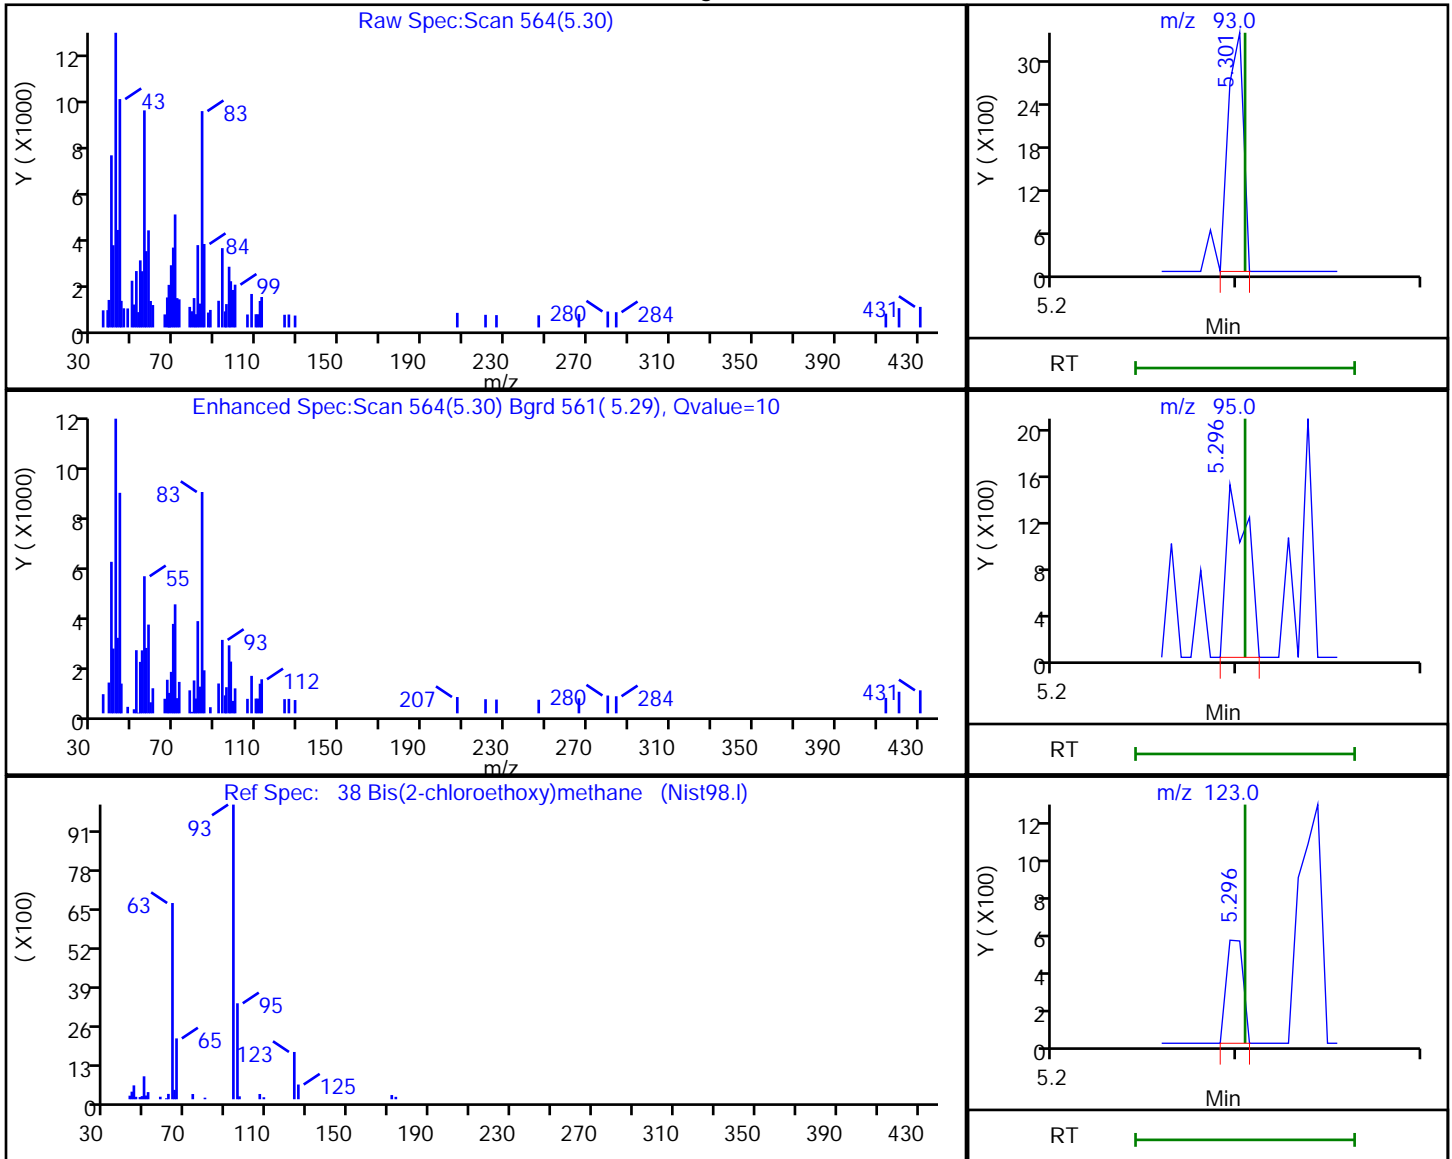 Raw Spec:Scan 564(5.30)
Y ( X1000)
12
10
8
6
4
2
0
43
83
84
99
280
284
431
30 70 110 150 190 230 270 310 350 390 430
m/z
m/z 93.0
Y ( X100)
30
24
18
12
6
0
5.301
5.2
Min
RT
Enhanced Spec:Scan 564(5.30) Bgrd 561( 5.29), Qvalue=10
Y ( X1000)
12
10
8
6
4
2
0
83
55
93
112
207
280
284
431
30 70 110 150 190 230 270 310 350 390 430
m/z
m/z 95.0
Y ( X100)
20
16
12
8
4
0
5.296
5.2
Min
RT
Ref Spec: 38 Bis(2-chloroethoxy)methane (Nist98.l)
( X100)
91
78
65
52
39
26
13
0
93
63
95
65
123
125
30 70 110 150 190 230 270 310 350 390 430
m/z 123.0
Y ( X100)
12
10
8
6
4
2
0
5.296
5.2
Min
RT